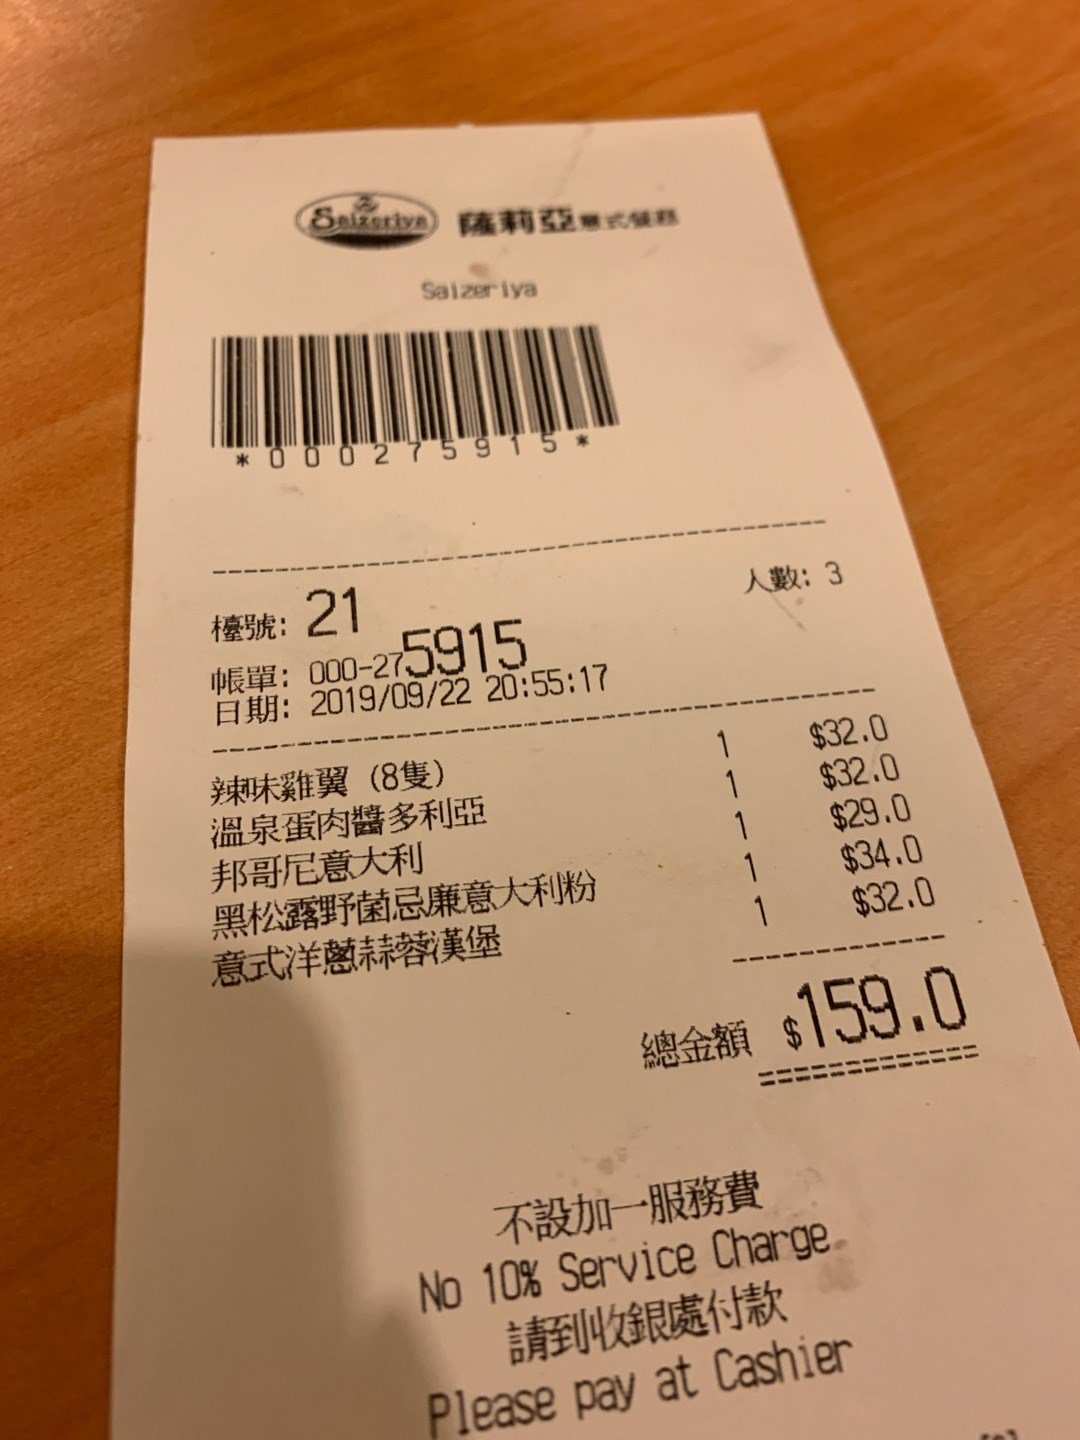 Saizeriya 薩莉亞意式餐廳
Saizeriya
*000275915*
檯號: 21 人數: 3
帳單: 000-275915
日期: 2019/09/22 20:55:17
辣味雞翼 (8隻) 1 $32.0
溫泉蛋肉醬多利亞 1 $32.0
邦哥尼意大利 1 $29.0
黑松露野菌忌廉意大利粉 1 $34.0
意式洋蔥蒜蓉漢堡 1 $32.0
總金額 $159.0
不設加一服務費
No 10% Service Charge
請到收銀處付款
Please pay at Cashier